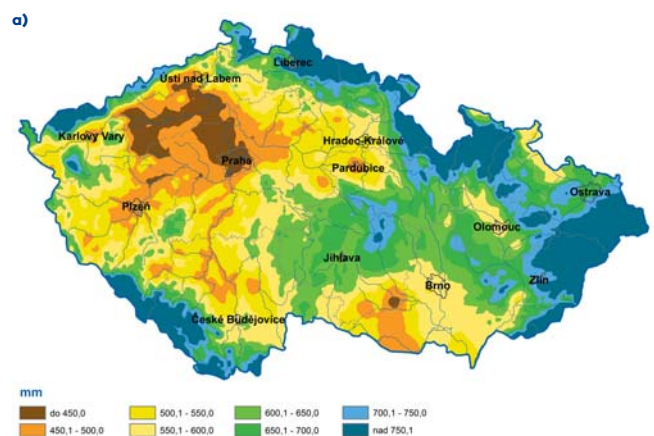 a)
Liberec
Ústí nad Labem
Karlovy Vary
Hradec Králové
Praha
Pardubice
Ostrava
Plzeň
Olomouc
Jihlava
Brno
Zlín
České Budějovice
mm
do 450,0
500,1 - 550,0
600,1 - 650,0
700,1 - 750,0
450,1 - 500,0
550,1 - 600,0
650,1 - 700,0
nad 750,1